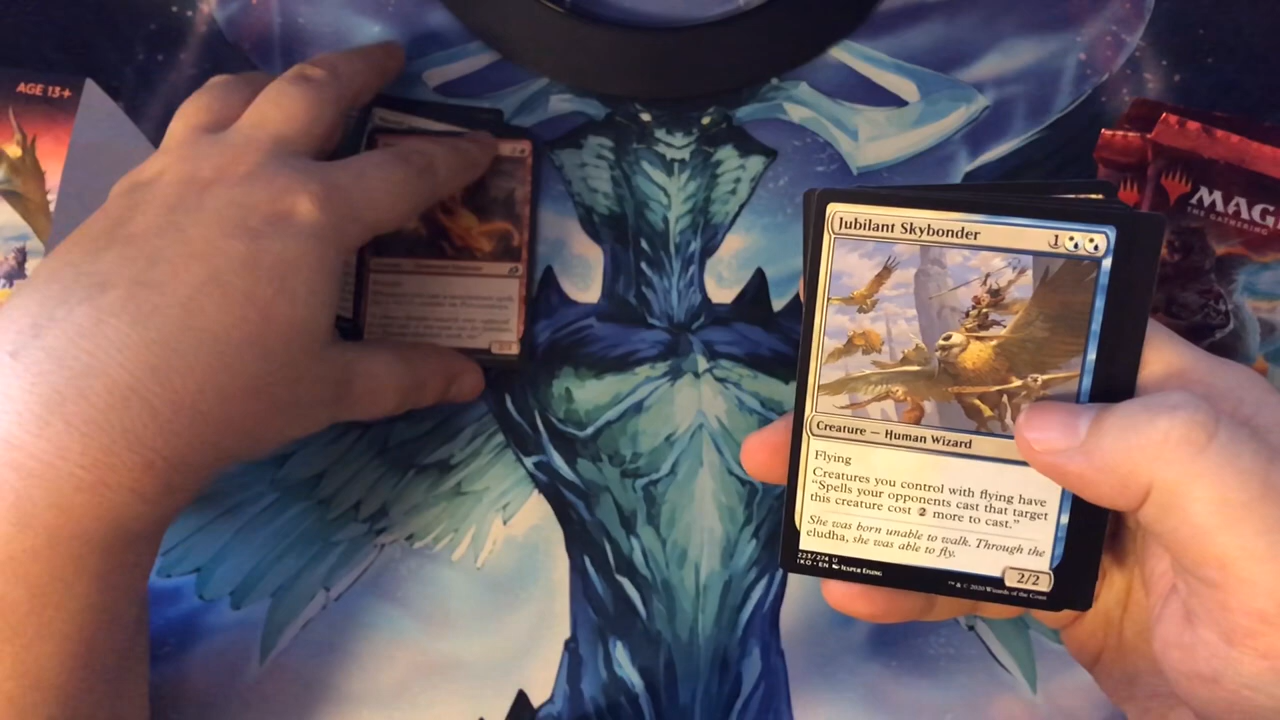 AGE 13+
MAG
THE GATHERING
Jubilant Skybonder
1
Creature — Human Wizard
Flying
Creatures you control with flying have
"Spells your opponents cast that target
this creature cost 2 more to cast."
She was born unable to walk. Through the
eludha, she was able to fly.
223/274 U
IKO • EN Jesper Ejsing
™ & © 2020 Wizards of the Coast
2/2